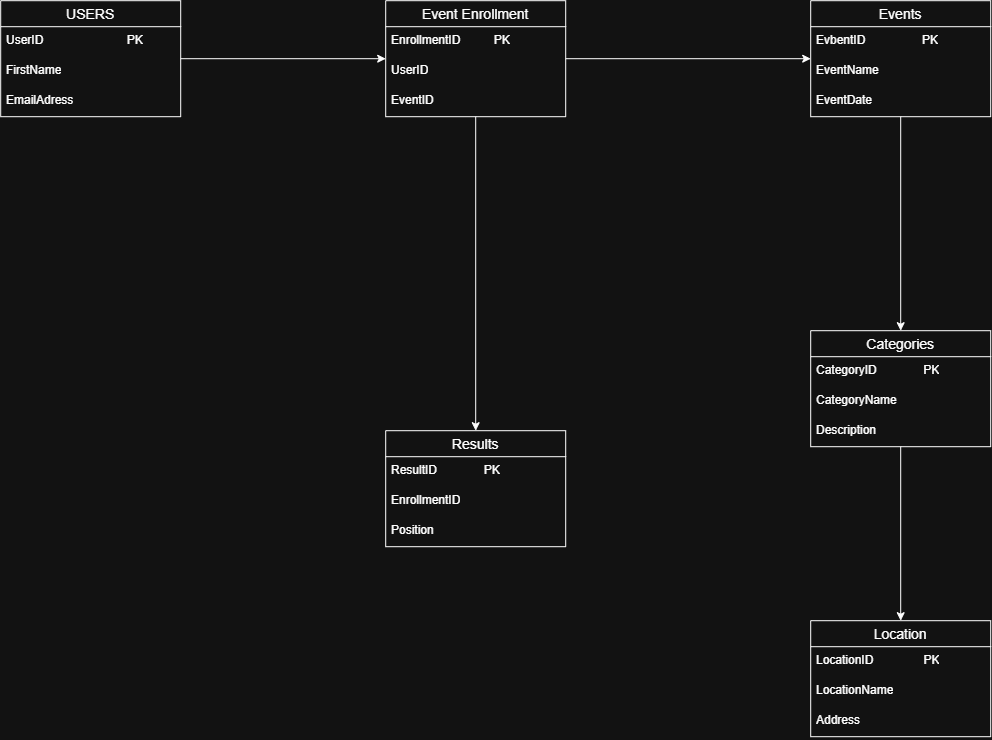 USERS
UserID PK
FirstName
EmailAdress
Event Enrollment
EnrollmentID PK
UserID
EventID
Events
EvbentID PK
EventName
EventDate
Categories
CategoryID PK
CategoryName
Description
Results
ResultID PK
EnrollmentID
Position
Location
LocationID PK
LocationName
Address